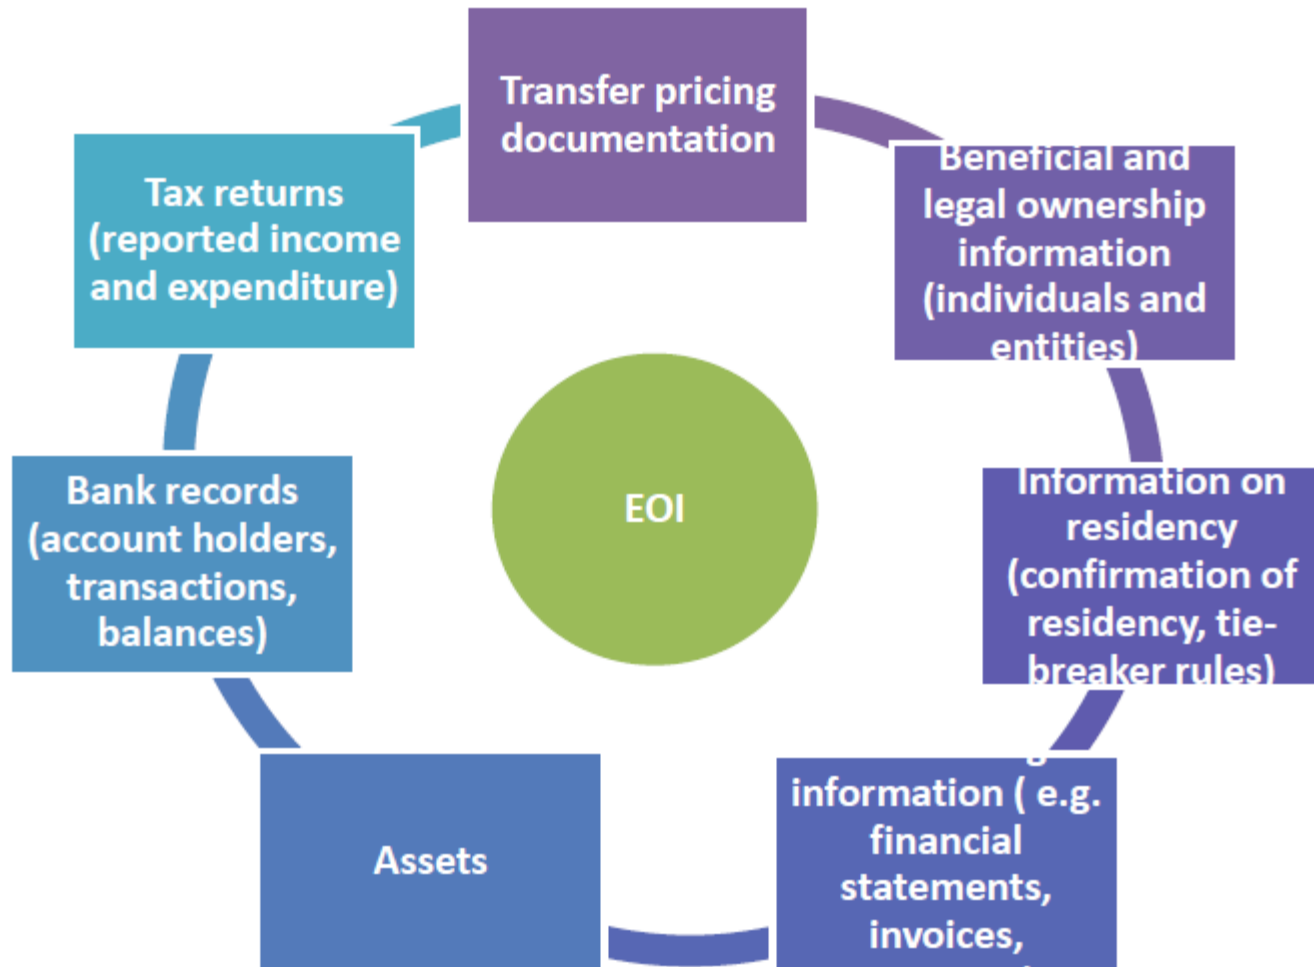 Transfer pricing
documentation
Beneficial and
legal ownership
information
(individuals and
entities)
Information on
residency
(confirmation of
residency, tie-
breaker rules)
information ( e.g.
financial
statements,
invoices,
Assets
Bank records
(account holders,
transactions,
balances)
Tax returns
(reported income
and expenditure)
EOI